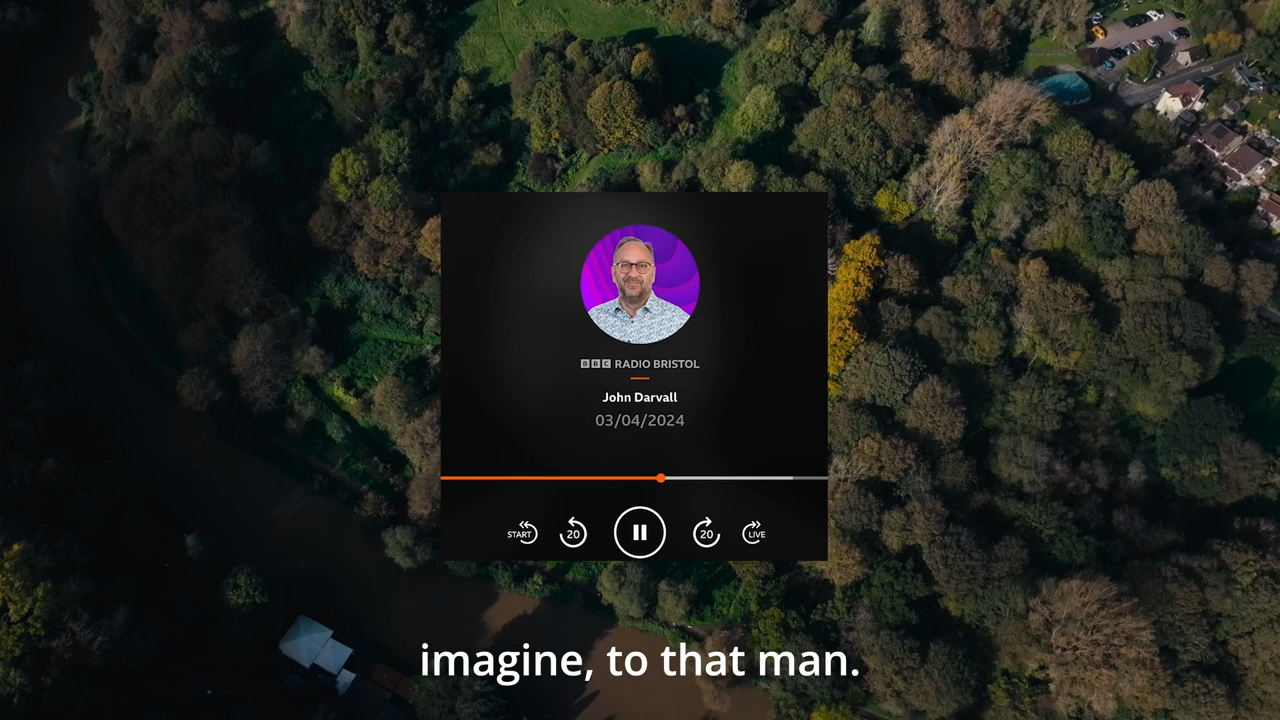 BBC RADIO BRISTOL
John Darvall
03/04/2024
START 20 20 LIVE
imagine, to that man.